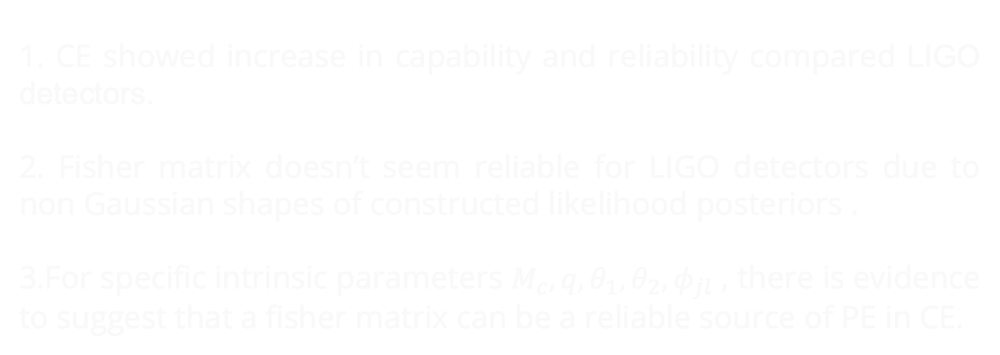 1. CE showed increase in capability and reliability compared LIGO
detectors.
2. Fisher matrix doesn't seem reliable for LIGO detectors due to
non Gaussian shapes of constructed likelihood posteriors .
3.For specific intrinsic parameters M_c, q, θ₁, θ₂, ϕ_jl , there is evidence
to suggest that a fisher matrix can be a reliable source of PE in CE.